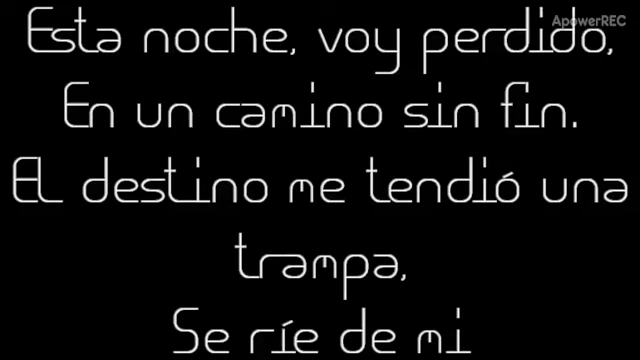 ApowerREC
Esta noche, voy perdido,
En un camino sin fin.
El destino me tendió una
trampa,
Se ríe de mi